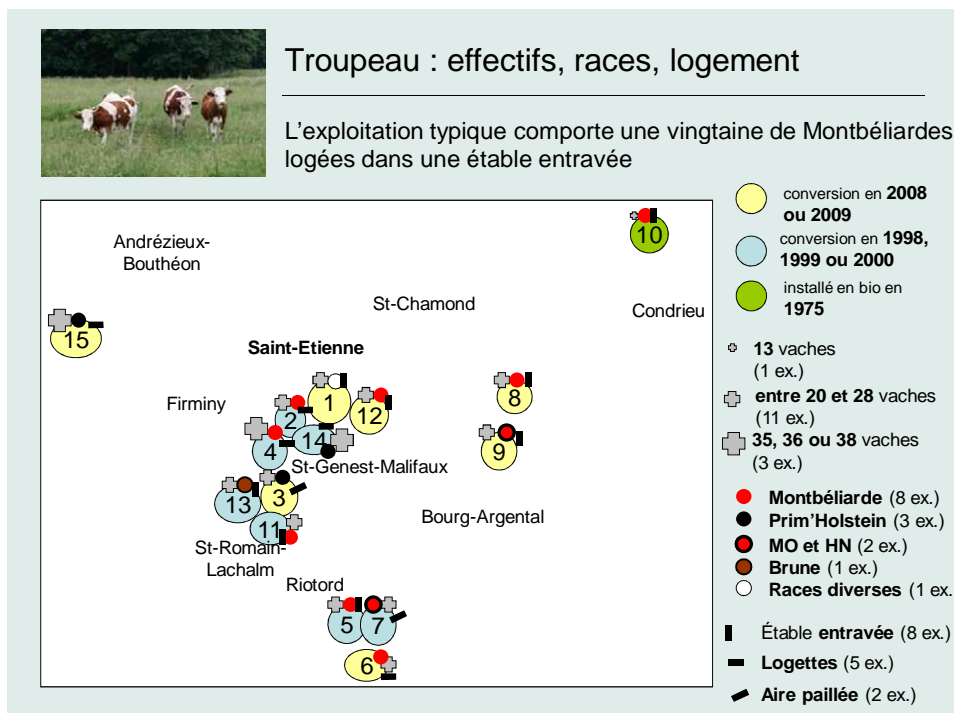 Troupeau : effectifs, races, logement
L'exploitation typique comporte une vingtaine de Montbéliardes
logées dans une étable entravée
Andrézieux-
Bouthéon
St-Chamond
Condrieu
Saint-Etienne
Firminy
St-Genest-Malifaux
Bourg-Argental
St-Romain-
Lachalm
Riotord
10
15
1
2
12
8
14
4
9
3
13
11
5
7
6
conversion en 2008
ou 2009
conversion en 1998,
1999 ou 2000
installé en bio en
1975
13 vaches
(1 ex.)
entre 20 et 28 vaches
(11 ex.)
35, 36 ou 38 vaches
(3 ex.)
Montbéliarde (8 ex.)
Prim'Holstein (3 ex.)
MO et HN (2 ex.)
Brune (1 ex.)
Races diverses (1 ex.
Étable entravée (8 ex.)
Logettes (5 ex.)
Aire paillée (2 ex.)